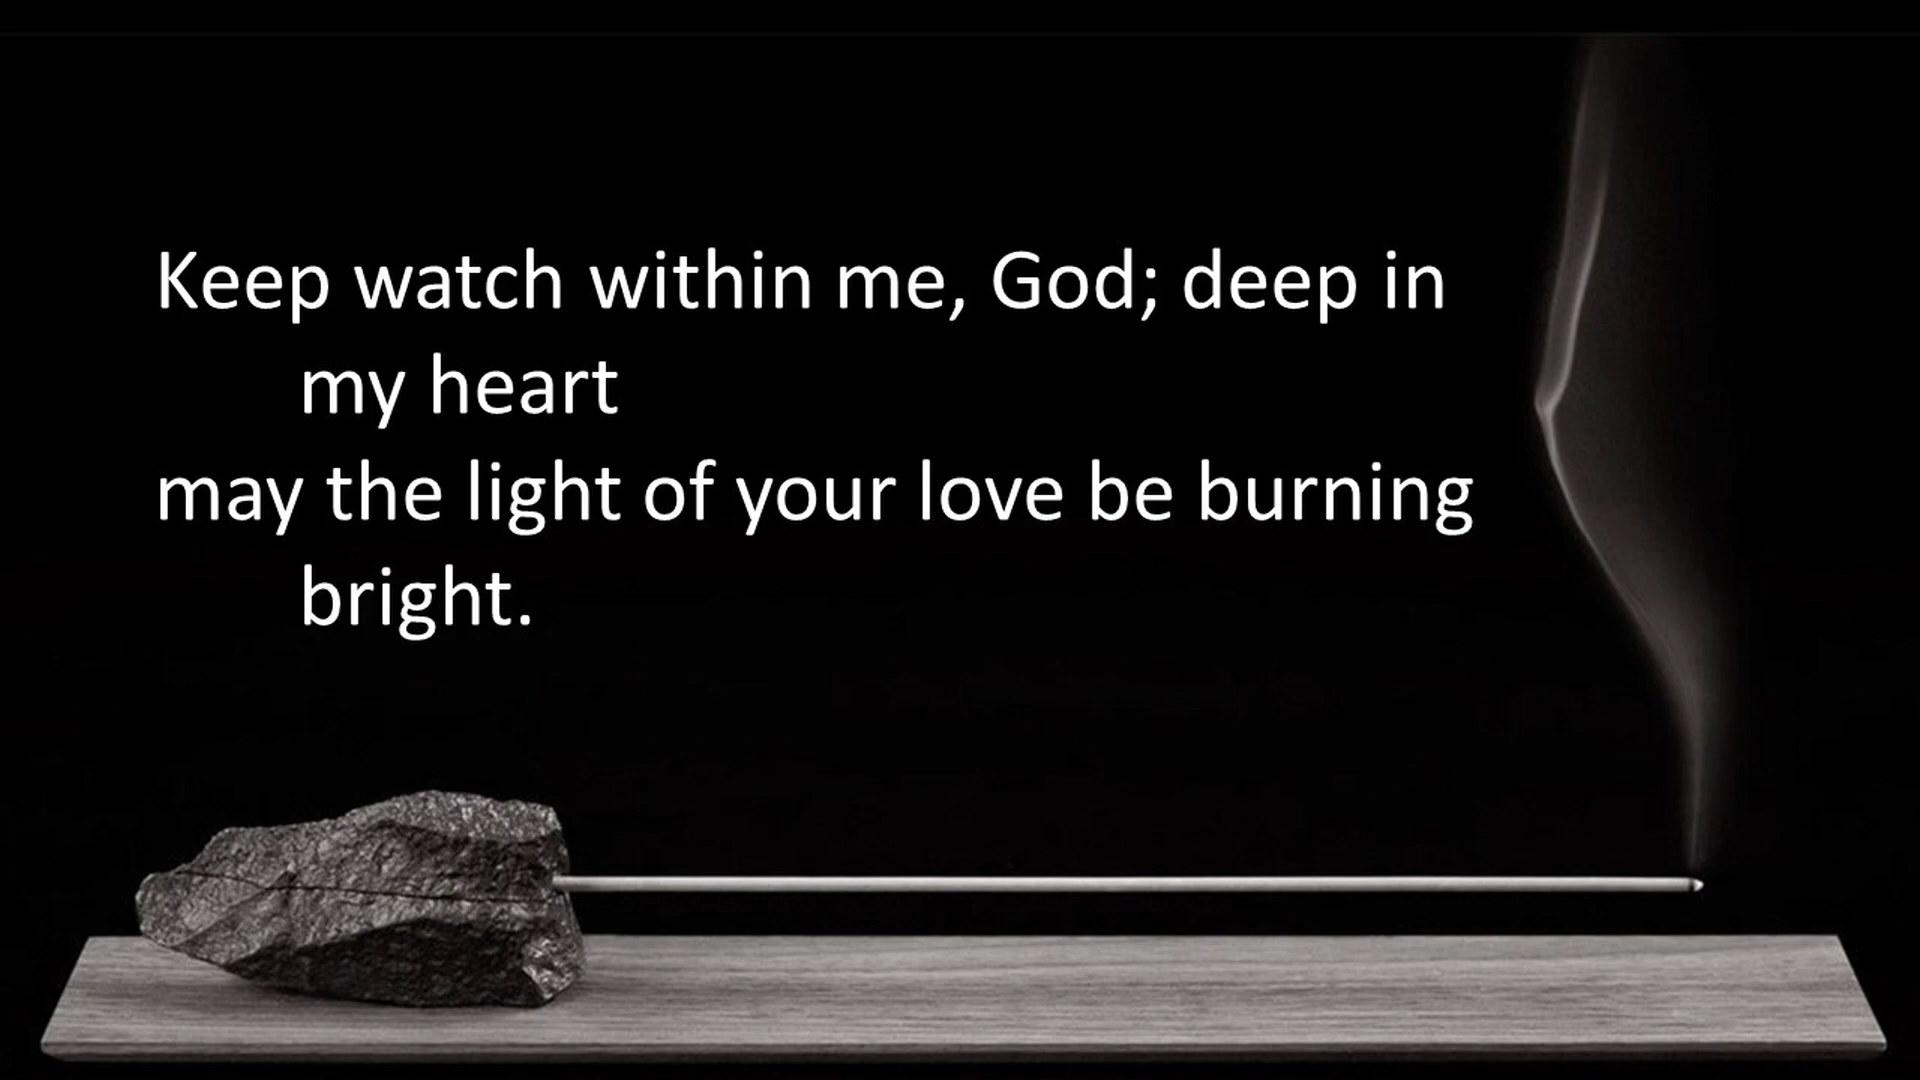 Keep watch within me, God; deep in
my heart
may the light of your love be burning
bright.